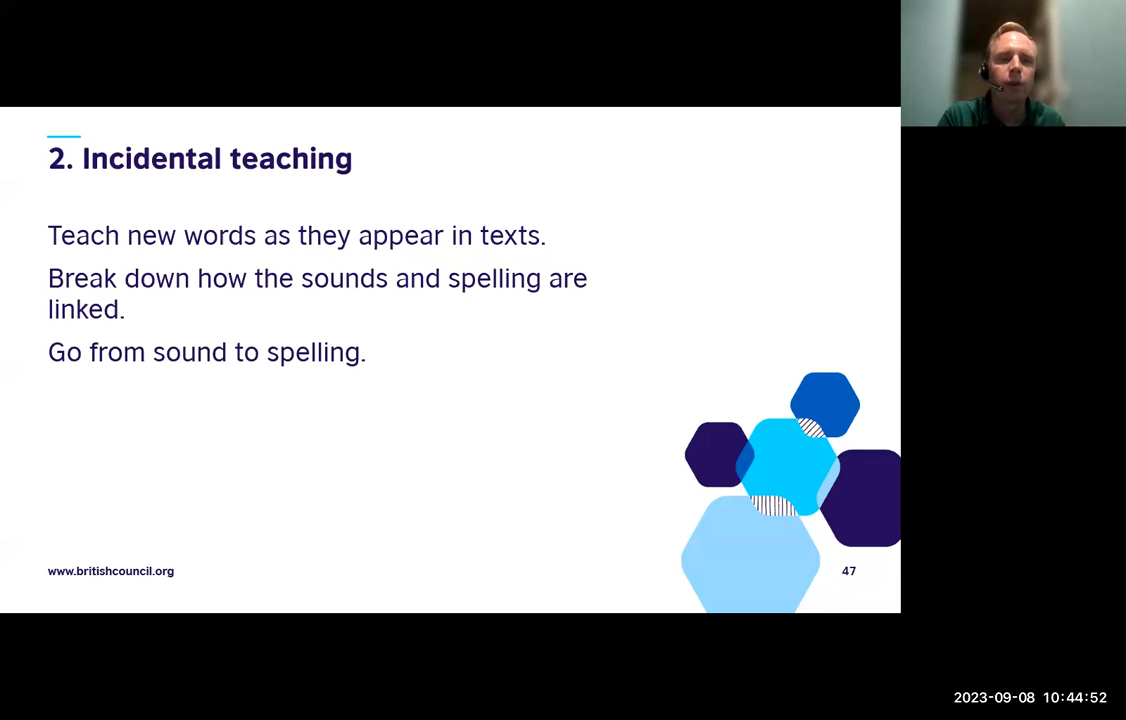 2. Incidental teaching
Teach new words as they appear in texts.
Break down how the sounds and spelling are
linked.
Go from sound to spelling.
www.britishcouncil.org
47
2023-09-08 10:44:52